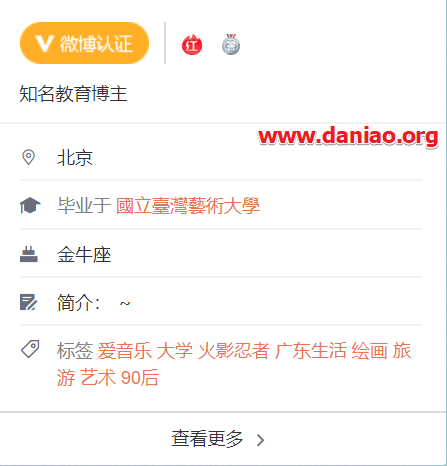 微博认证 红 答
知名教育博主
www.daniao.org
北京
毕业于 國立臺灣藝術大學
金牛座
简介： ~
标签 爱音乐 大学 火影忍者 广东生活 绘画 旅
游 艺术 90后
查看更多